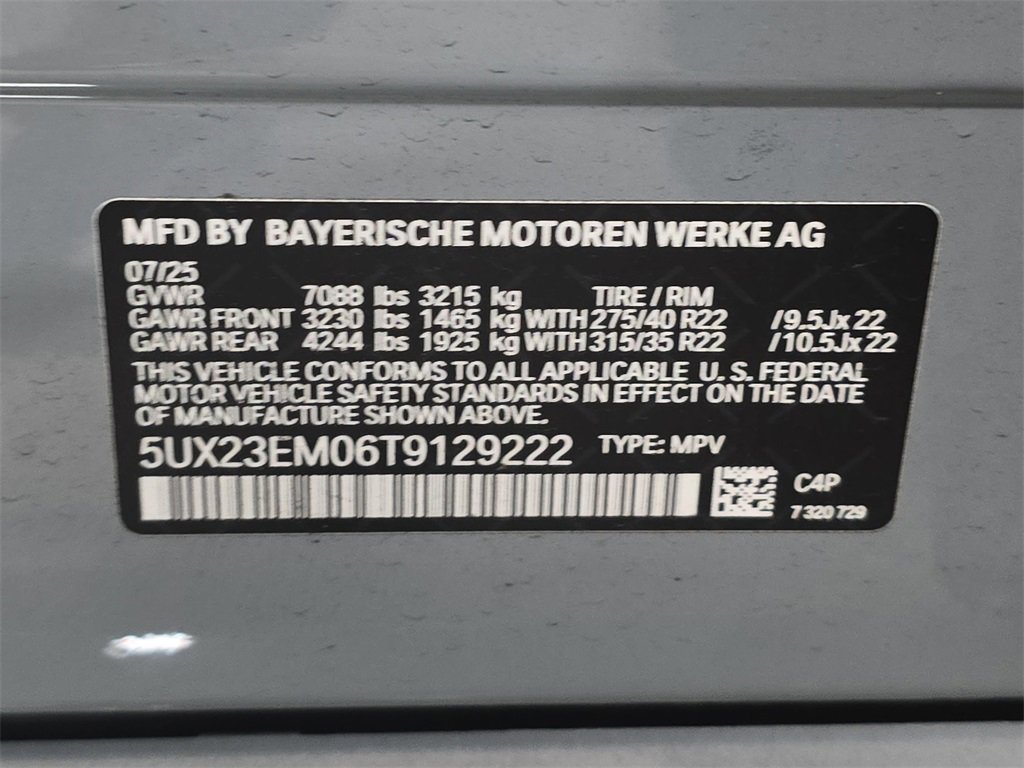 MFD BY BAYERISCHE MOTOREN WERKE AG
07/25
GVWR 7088 lbs 3215 kg TIRE / RIM
GAWR FRONT 3230 lbs 1465 kg WITH 275/40 R22 /9.5Jx22
GAWR REAR 4244 lbs 1925 kg WITH 315/35 R22 /10.5Jx22
THIS VEHICLE CONFORMS TO ALL APPLICABLE U. S. FEDERAL
MOTOR VEHICLE SAFETY STANDARDS IN EFFECT ON THE DATE
OF MANUFACTURE SHOWN ABOVE.
5UX23EM06T9129222 TYPE: MPV
C4P
7 320 729